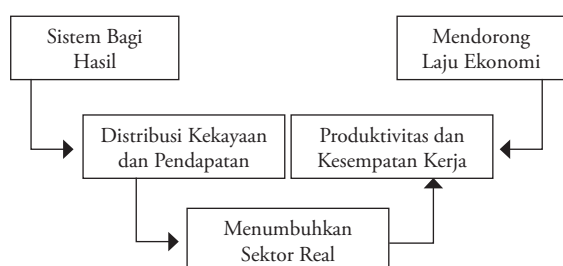 Sistem Bagi
Hasil
Mendorong
Laju Ekonomi
Distribusi Kekayaan
dan Pendapatan
Produktivitas dan
Kesempatan Kerja
Menumbuhkan
Sektor Real